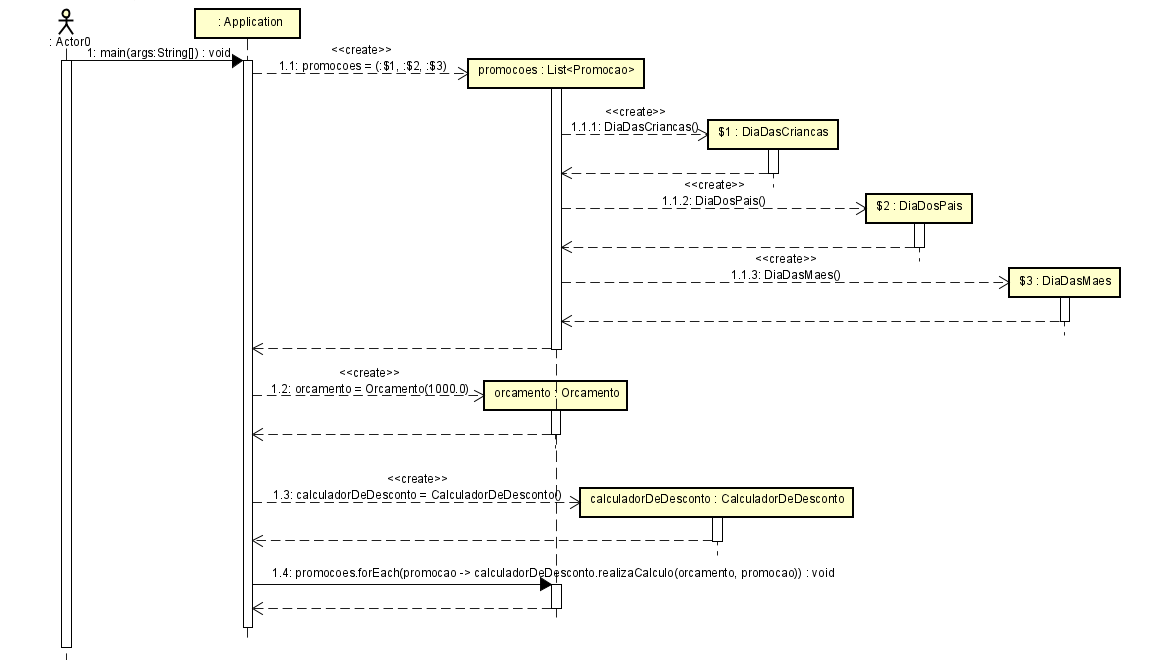 : Application
: Actor0
1: main(args:String[]) : void
<<create>>
1.1: promocoes = (:$1, :$2, :$3)
promocoes : List<Promocao>
<<create>>
1.1.1: DiaDasCriancas()
$1 : DiaDasCriancas
<<create>>
1.1.2: DiaDosPais()
$2 : DiaDosPais
<<create>>
1.1.3: DiaDasMaes()
$3 : DiaDasMaes
<<create>>
1.2: orcamento = Orcamento(1000.0)
orcamento : Orcamento
<<create>>
1.3: calculadorDeDesconto = CalculadorDeDesconto()
calculadorDeDesconto : CalculadorDeDesconto
1.4: promocoes.forEach(promocao -> calculadorDeDesconto.realizaCalculo(orcamento, promocao)) : void